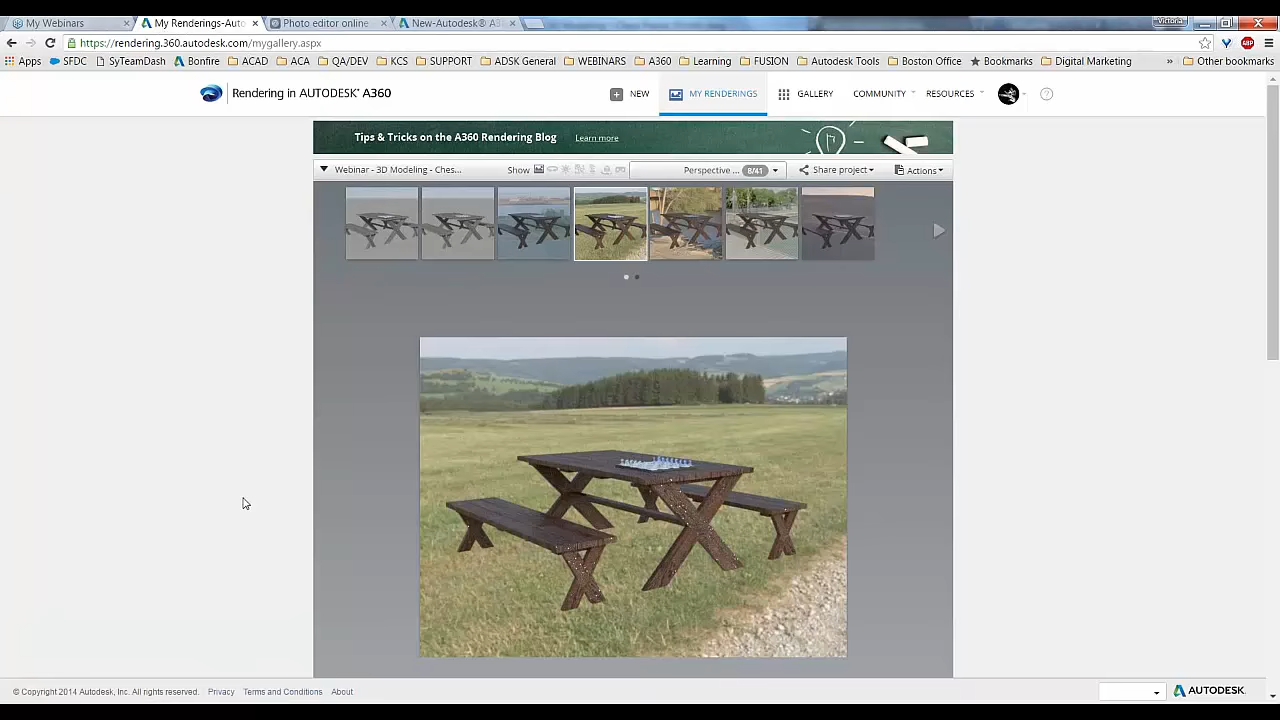 My Webinars
My Renderings-Auto
Photo editor online
New-Autodesk® A3
Victoria
https://rendering.360.autodesk.com/mygallery.aspx
Apps SFDC SyTeamDash Bonfire ACAD ACA QA/DEV KCS SUPPORT ADSK General WEBINARS A360 Learning FUSION Autodesk Tools Boston Office Bookmarks Digital Marketing » Other bookmarks
Rendering in AUTODESK® A360
NEW MY RENDERINGS GALLERY COMMUNITY RESOURCES ?
Tips & Tricks on the A360 Rendering Blog Learn more
Webinar - 3D Modeling - Ches... Show Perspective ... 8/41 Share project Actions
© Copyright 2014 Autodesk, Inc. All rights reserved. Privacy Terms and Conditions About
AUTODESK.